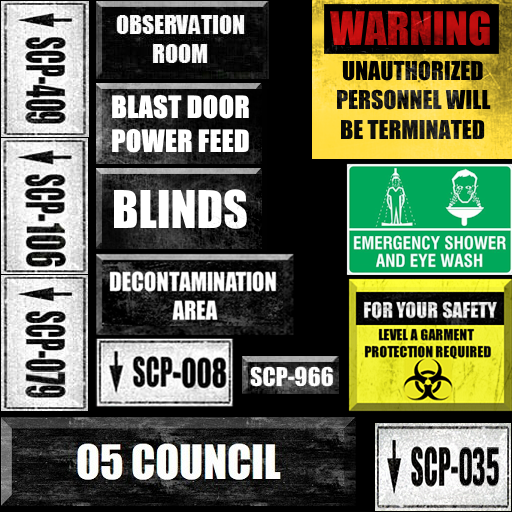 SCP-409
OBSERVATION
ROOM
WARNING
UNAUTHORIZED
PERSONNEL WILL
BE TERMINATED
BLAST DOOR
POWER FEED
SCP-106
BLINDS
EMERGENCY SHOWER
AND EYE WASH
DECONTAMINATION
AREA
SCP-079
FOR YOUR SAFETY
LEVEL A GARMENT
PROTECTION REQUIRED
SCP-008
SCP-966
05 COUNCIL
SCP-035